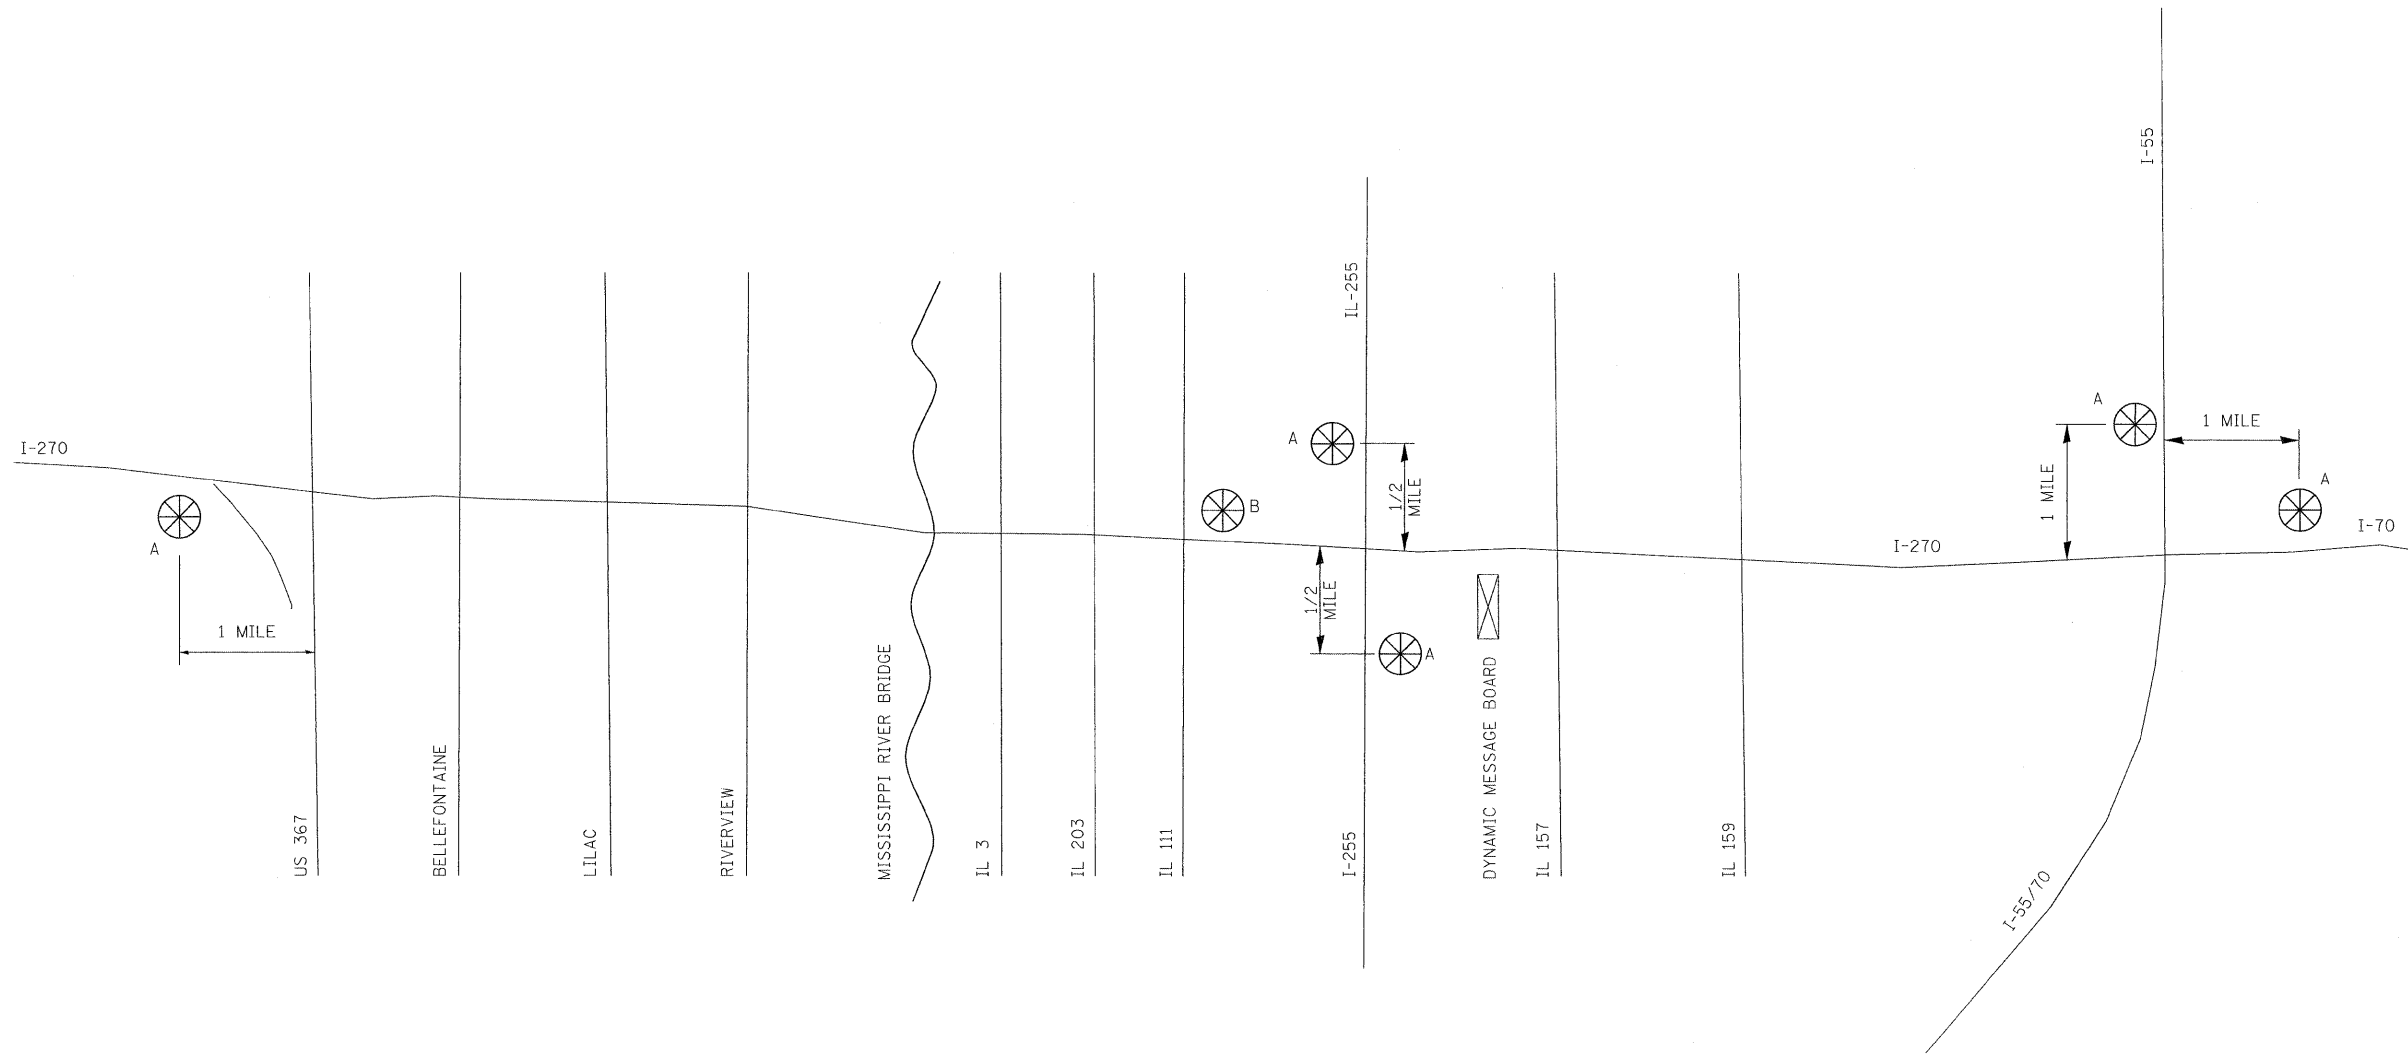 I-270
A
1 MILE
US 367
BELLEFONTAINE
LILAC
RIVERVIEW
MISSISSIPPI RIVER BRIDGE
IL 3
IL 203
IL 111
B
A
IL-255
1/2
MILE
1/2
MILE
A
I-255
DYNAMIC MESSAGE BOARD
IL 157
IL 159
I-270
I-55
A
1 MILE
1 MILE
A
I-70
I-55/70